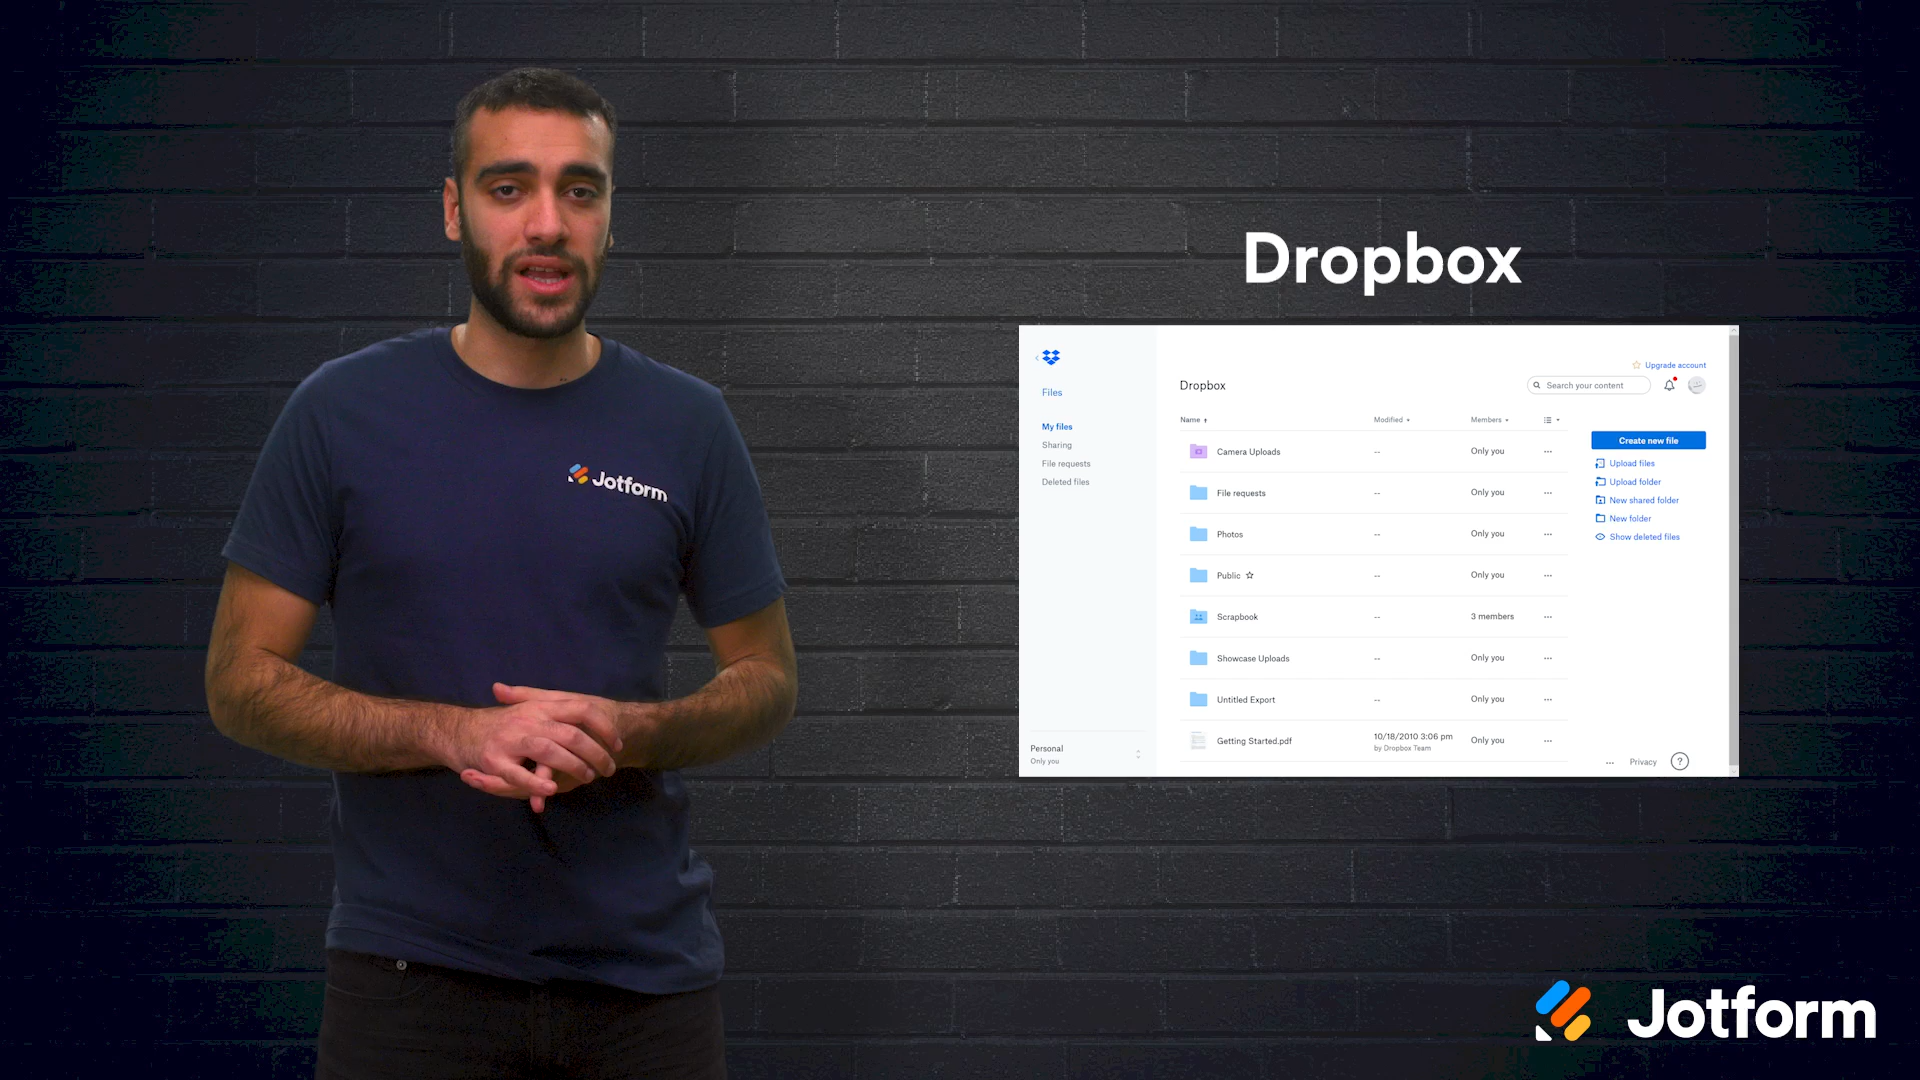 Dropbox
Upgrade account
Dropbox
Search your content
Files
Name Modified Members
Create new file
My files
Sharing
File requests
Deleted files
Camera Uploads -- Only you
Upload files
Upload folder
File requests -- Only you
New shared folder
New folder
Photos -- Only you
Show deleted files
Public -- Only you
Scrapbook -- 3 members
Showcase Uploads -- Only you
Untitled Export -- Only you
Getting Started.pdf 10/18/2010 3:06 pm Only you
by Dropbox Team
Personal
Only you
Privacy ?
Jotform
Jotform